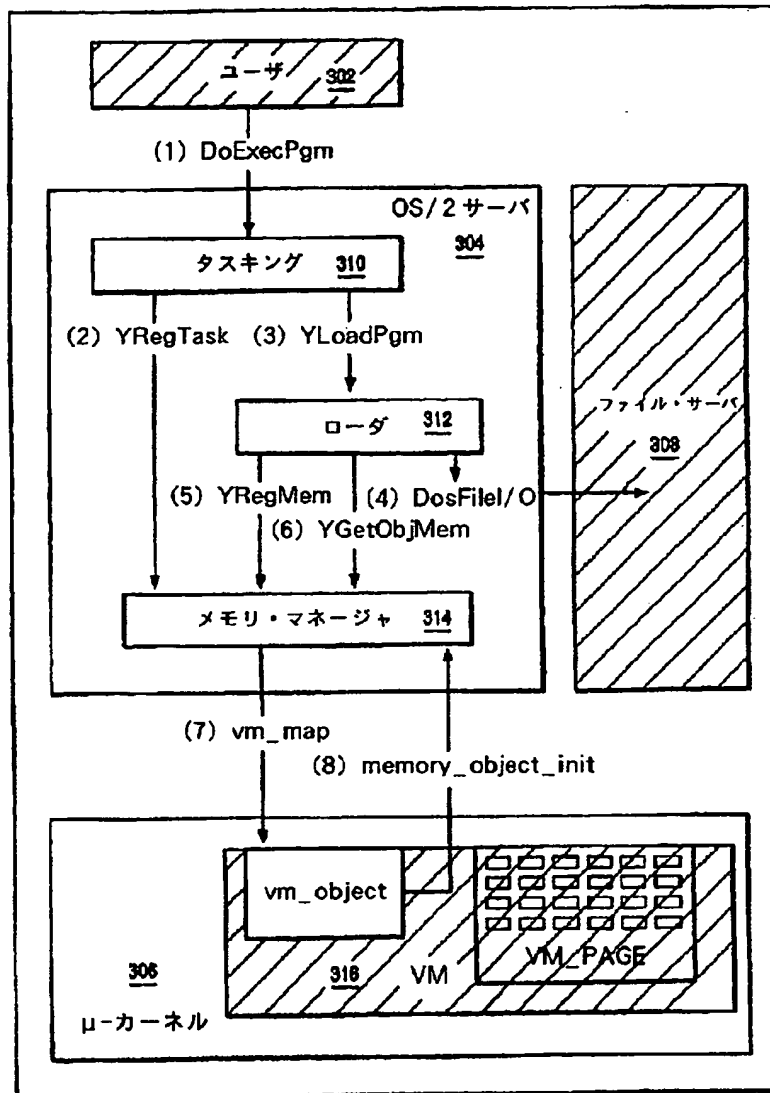 ユーザ 302
(1) DoExecPgm
OS/2 サーバ
304
タスキング 310
(2) YRegTask (3) YLoadPgm
ローダ 312
ファイル・サーバ
308
(5) YRegMem (4) DosFileI/O
(6) YGetObjMem
メモリ・マネージャ 314
(7) vm_map
(8) memory_object_init
vm_object
VM_PAGE
306 316 VM
μ-カーネル